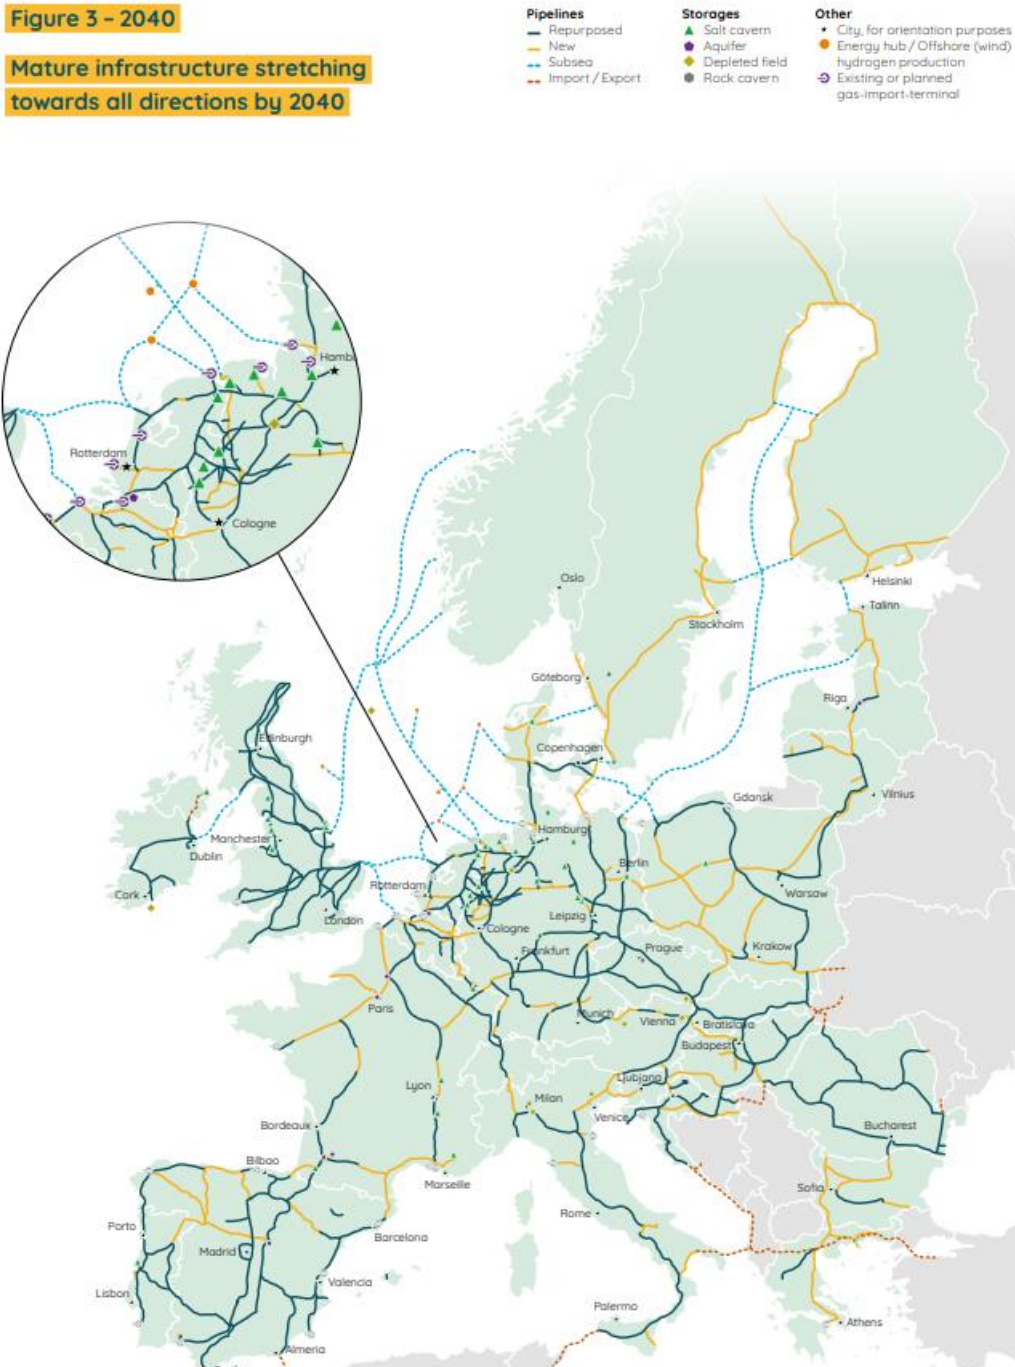 Figure 3 – 2040
Mature infrastructure stretching
towards all directions by 2040
Pipelines
Repurposed
New
Subsea
Import / Export
Storages
Salt cavern
Aquifer
Depleted field
Rock cavern
Other
City, for orientation purposes
Energy hub / Offshore (wind)
hydrogen production
Existing or planned
gas-import-terminal
Hamb
Rotterdam
Cologne
Oslo
Helsinki
Talinn
Stockholm
Göteborg
Riga
Edinburgh
Copenhagen
Vilnius
Gdansk
Hamburg
Manchester
Dublin
Berlin
Rotterdam
Warsaw
Cork
London
Leipzig
Cologne
Frankfurt
Prague
Krakow
Paris
Munich
Vienna
Bratislava
Budapest
Lyon
Ljubjana
Milan
Venice
Bordeaux
Bucharest
Bilbao
Marseille
Sofia
Porto
Rome
Madrid
Barcelona
Valencia
Lisbon
Palermo
Athens
Almeria